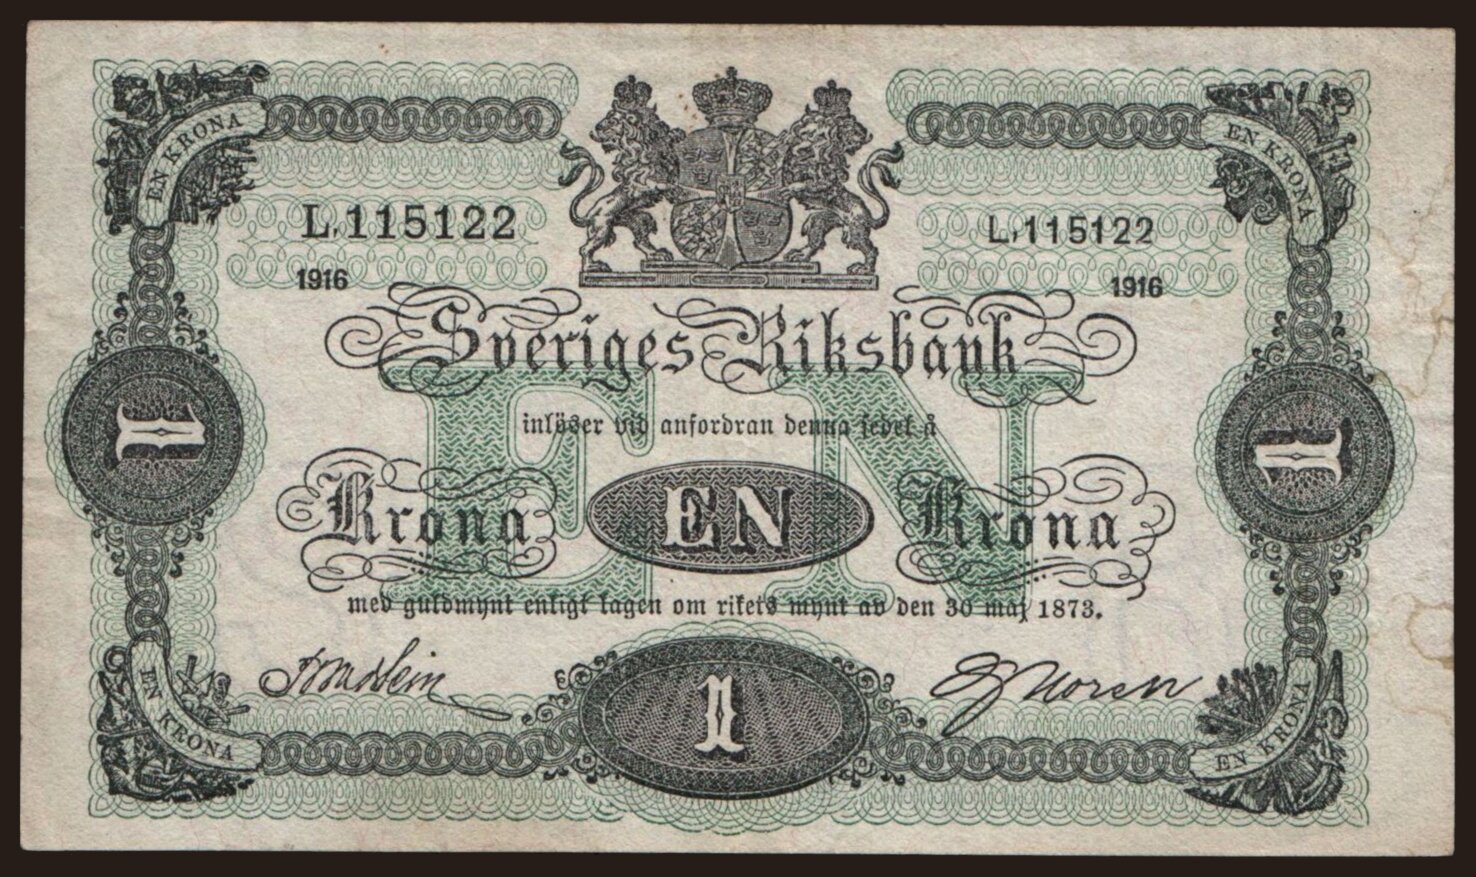 EN KRONA
EN KRONA
L.115122
L.115122
1916
1916
Sveriges Riksbank
EN
inlöser vid anfordran denna sedel å
1
Krona EN Krona
1
med guldmynt enligt lagen om rikets mynt av den 30 maj 1873.
1
EN KRONA
EN KRONA